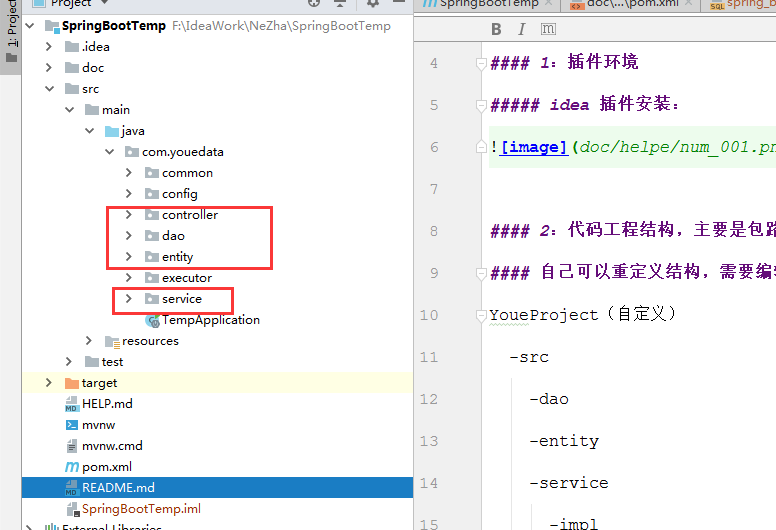 1: Project
Project
SpringBootTemp F:\IdeaWork\NeZha\SpringBootTemp
.idea
doc
src
main
java
com.youedata
common
config
controller
dao
entity
executor
service
TempApplication
resources
test
target
HELP.md
mvnw
mvnw.cmd
pom.xml
README.md
SpringBootTemp.iml
External Libraries
SpringBootTemp
doc\...\pom.xml
spring_b
B I m
4 #### 1：插件环境
5 ##### idea 插件安装：
6 ![image](doc/helpe/num_001.pn
7
8 #### 2：代码工程结构，主要是包路
9 #### 自己可以重定义结构，需要编
10 YoueProject（自定义）
11 -src
12 -dao
13 -entity
14 -service
15 -impl